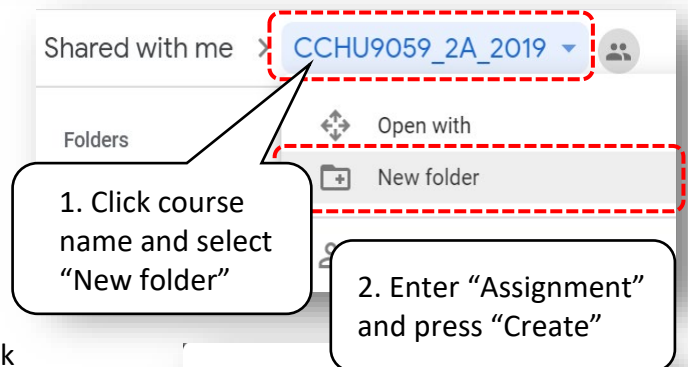 Shared with me > CCHU9059_2A_2019
Folders
Open with
New folder
1. Click course
name and select
“New folder”
2. Enter “Assignment”
and press “Create”
k